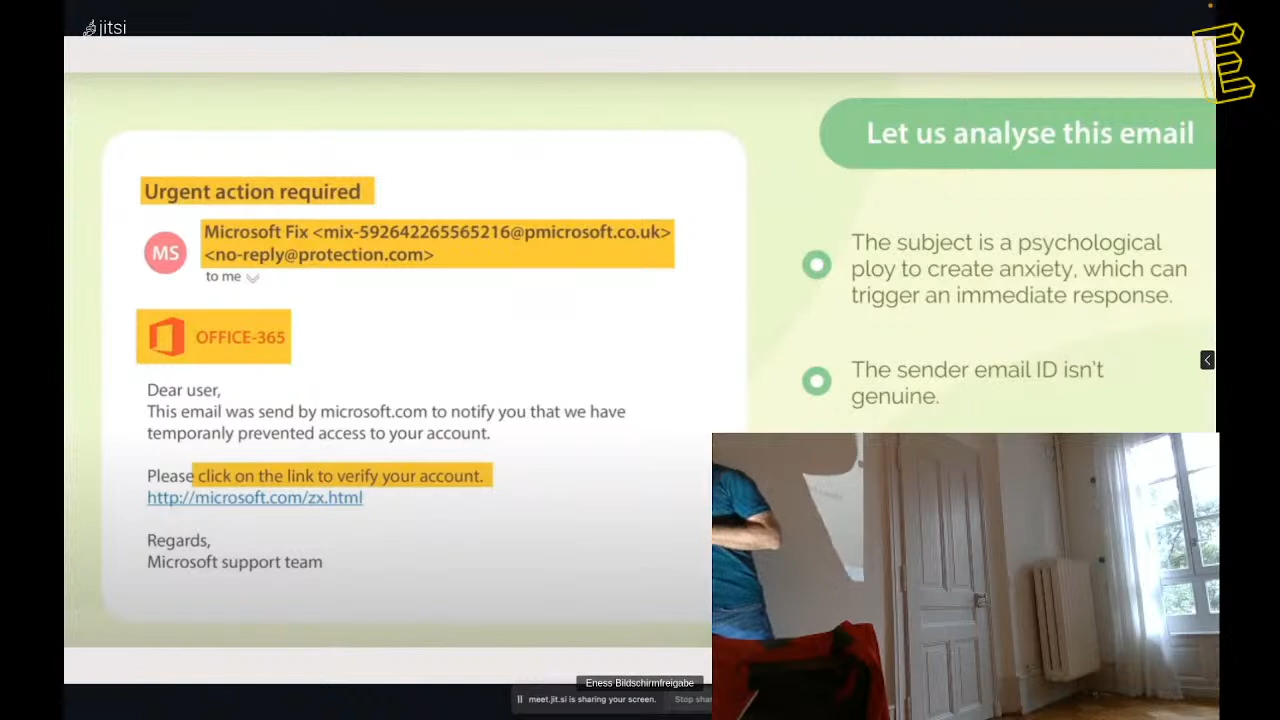 jitsi
Let us analyse this email
Urgent action required
MS
Microsoft Fix <mix-592642265565216@pmicrosoft.co.uk>
<no-reply@protection.com>
to me
OFFICE-365
Dear user,
This email was send by microsoft.com to notify you that we have
temporanly prevented access to your account.
Please click on the link to verify your account.
http://microsoft.com/zx.html
Regards,
Microsoft support team
The subject is a psychological
ploy to create anxiety, which can
trigger an immediate response.
The sender email ID isn't
genuine.
Eness Bildschirmfreigabe
meet.jit.si is sharing your screen.
Stop shar
E